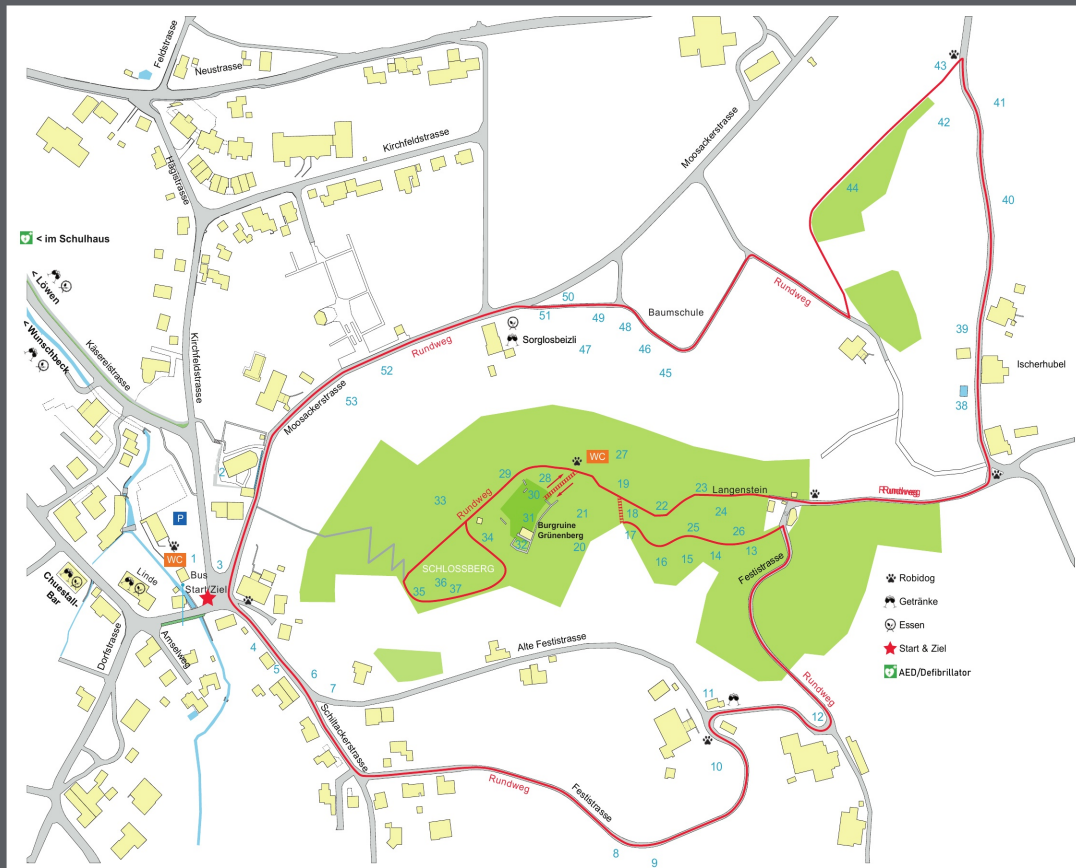 Feldstrasse
Neustrasse
Hägistrasse
Kirchfeldstrasse
Moosackerstrasse
43
41
42
44
40
< im Schulhaus
< Löwen
< Wunschbeck
Käsereistrasse
Kirchfeldstrasse
Rundweg
50
51
49
48
Baumschule
Sorglosbeizli
47
46
45
Rundweg
52
53
Moosackerstrasse
39
Ischerhubel
38
2
P
WC
1
3
Bus
Start/Ziel
Linde
Chuestall-
Bar
Dorfstrasse
Amselweg
WC
27
29
28
30
19
23
Langenstein
Rundweg
Rundweg
33
Rundweg
31
18
22
24
21
Burgruine
Grünenberg
17
25
26
34
32
20
16
15
14
13
SCHLOSSBERG
35
36
37
Festistrasse
4
5
6
7
Alte Festistrasse
Schiltackerstrasse
Rundweg
11
12
10
Rundweg
Festistrasse
8
9
Robidog
Getränke
Essen
Start & Ziel
AED/Defibrillator